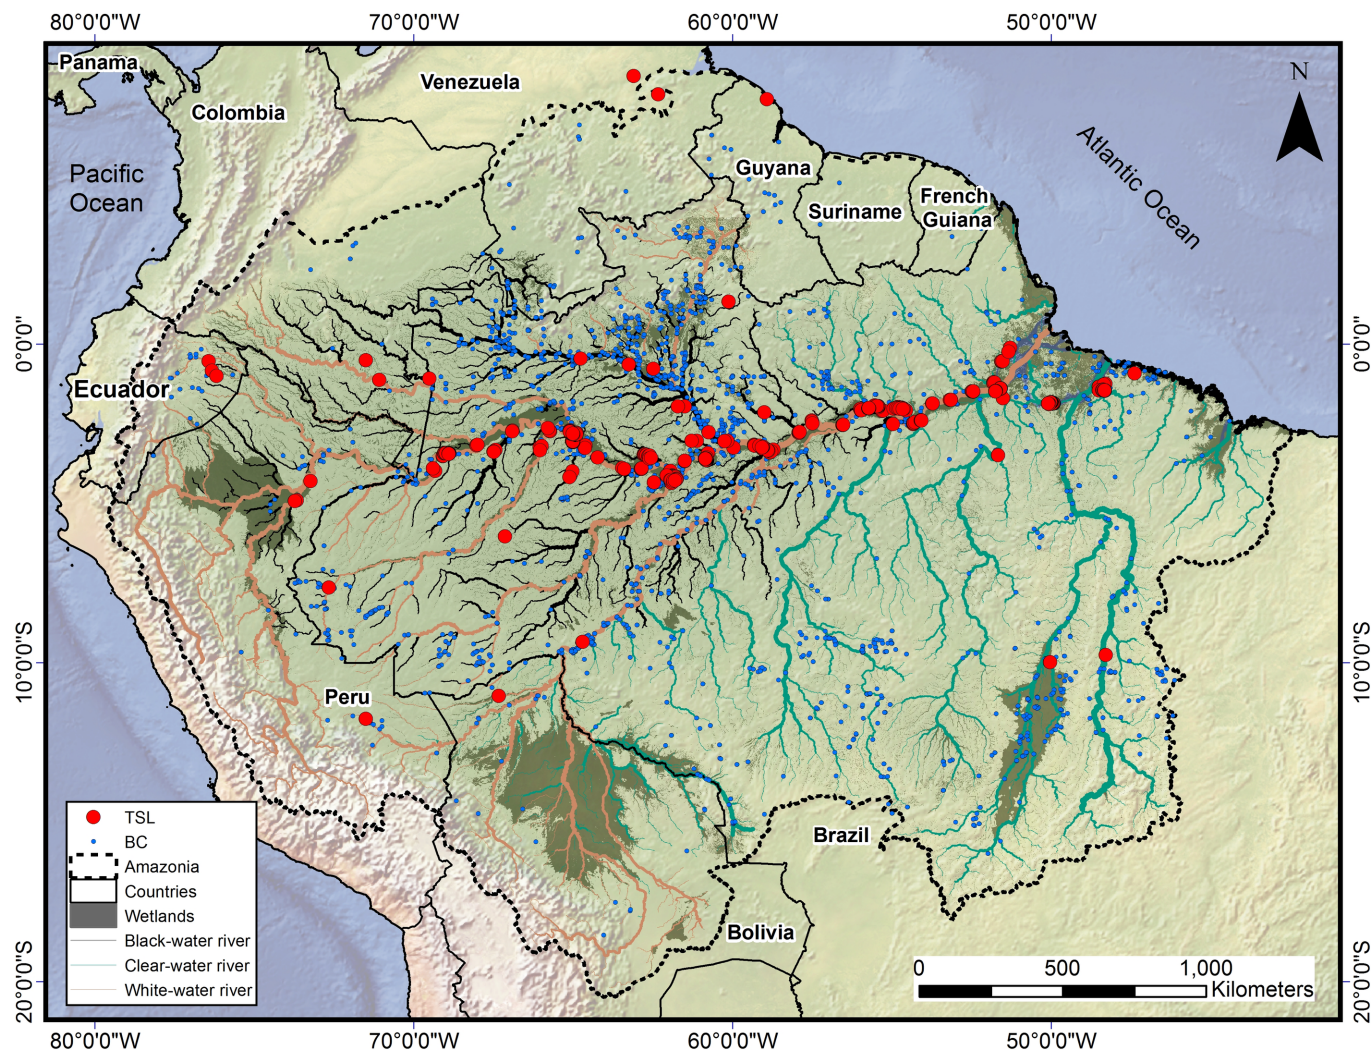 80°0'0"W
70°0'0"W
60°0'0"W
50°0'0"W
Panama
Venezuela
N
Colombia
Atlantic Ocean
Pacific
Ocean
Guyana
French
Guiana
Suriname
0°0'0"
0°0'0"
Ecuador
10°0'0"S
10°0'0"S
Peru
TSL
BC
Amazonia
Countries
Wetlands
Black-water river
Clear-water river
White-water river
Brazil
Bolivia
0 500 1,000
Kilometers
20°0'0"S
20°0'0"S
80°0'0"W
70°0'0"W
60°0'0"W
50°0'0"W